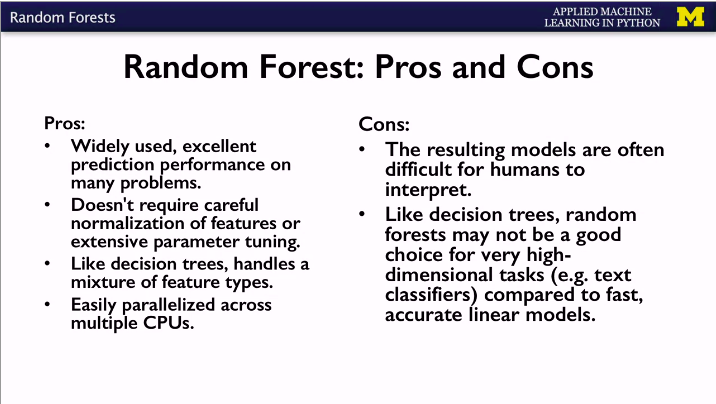 Random Forests
APPLIED MACHINE
LEARNING IN PYTHON
M
Random Forest: Pros and Cons
Pros:
• Widely used, excellent
prediction performance on
many problems.
• Doesn't require careful
normalization of features or
extensive parameter tuning.
• Like decision trees, handles a
mixture of feature types.
• Easily parallelized across
multiple CPUs.
Cons:
• The resulting models are often
difficult for humans to
interpret.
• Like decision trees, random
forests may not be a good
choice for very high-
dimensional tasks (e.g. text
classifiers) compared to fast,
accurate linear models.